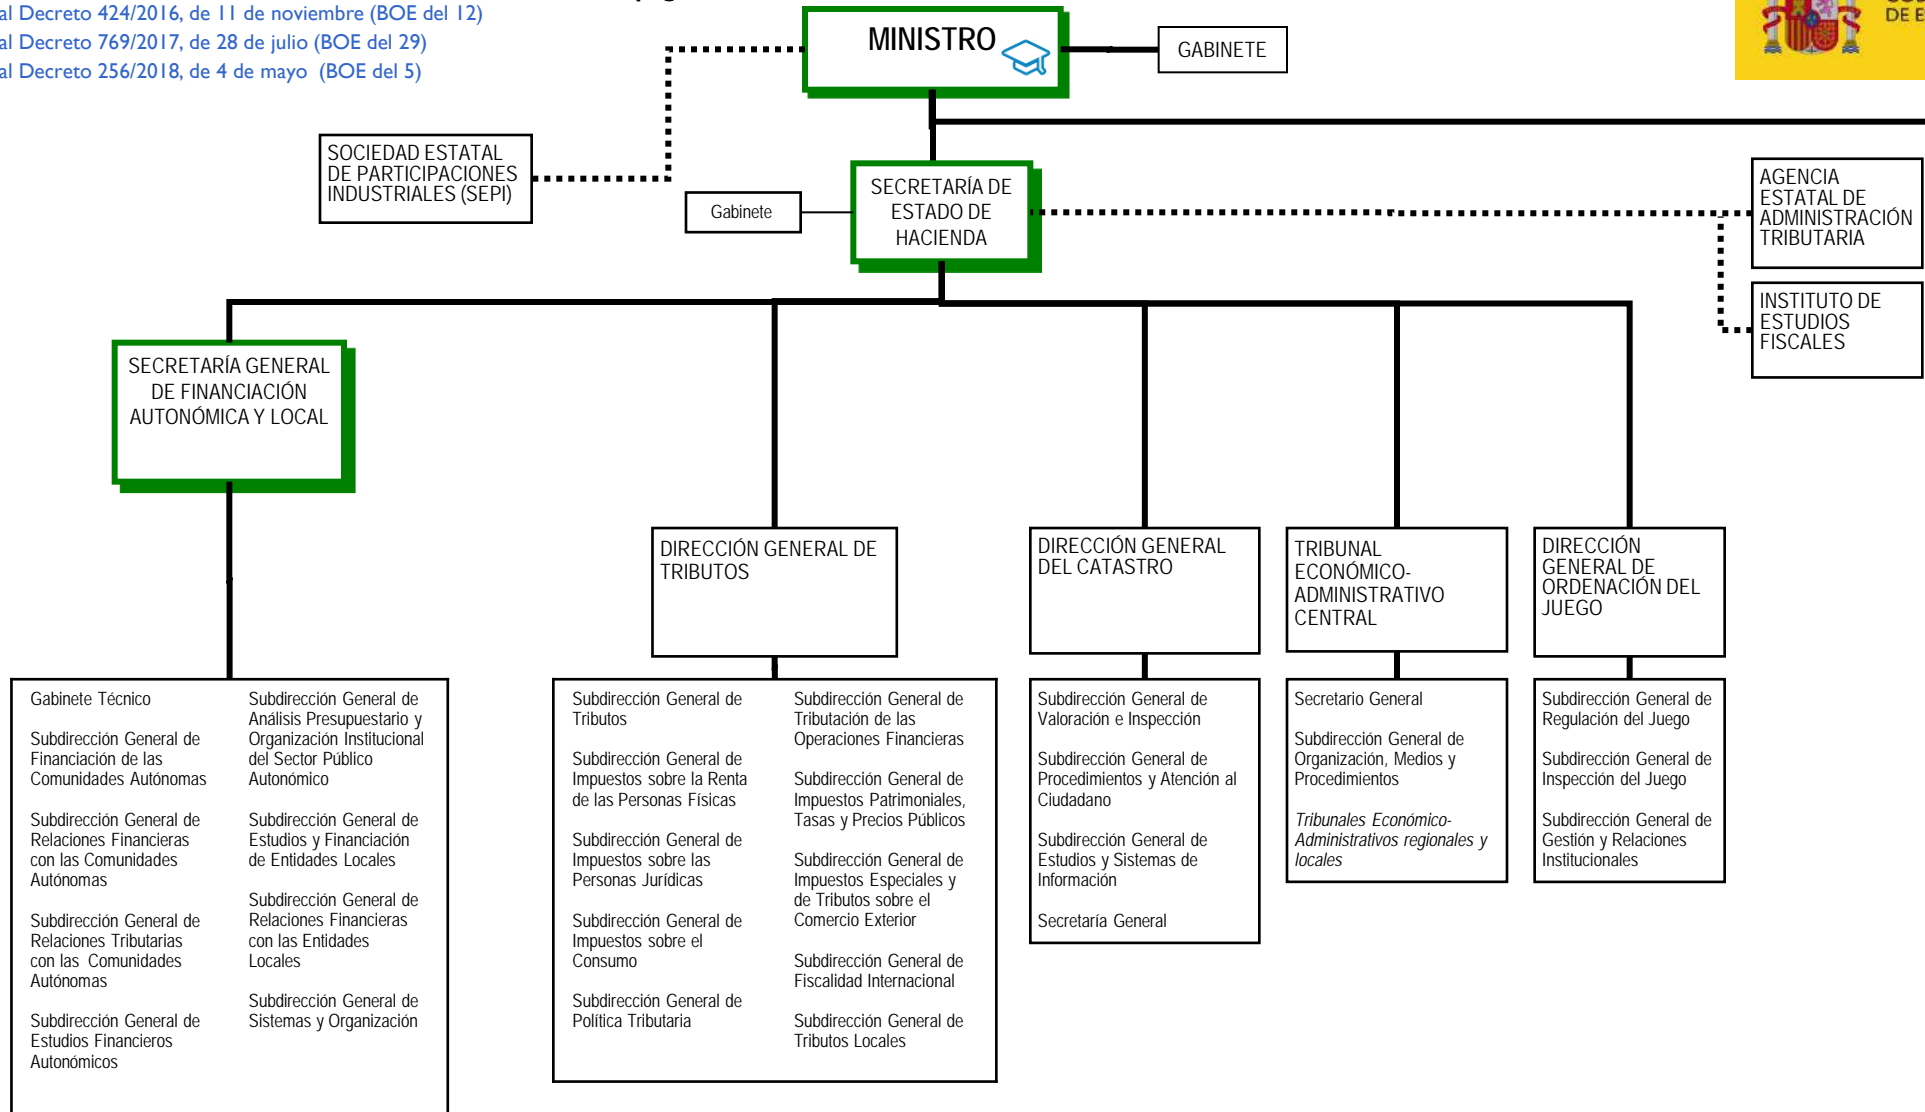 al Decreto 424/2016, de 11 de noviembre (BOE del 12)
al Decreto 769/2017, de 28 de julio (BOE del 29)
al Decreto 256/2018, de 4 de mayo  (BOE del 5)
MINISTRO
GABINETE
DE E
SOCIEDAD ESTATAL
DE PARTICIPACIONES
INDUSTRIALES (SEPI)
Gabinete
SECRETARÍA DE
ESTADO DE
HACIENDA
AGENCIA
ESTATAL DE
ADMINISTRACIÓN
TRIBUTARIA
INSTITUTO DE
ESTUDIOS
FISCALES
SECRETARÍA GENERAL
DE FINANCIACIÓN
AUTONÓMICA Y LOCAL
DIRECCIÓN GENERAL DE
TRIBUTOS
DIRECCIÓN GENERAL
DEL CATASTRO
TRIBUNAL
ECONÓMICO-
ADMINISTRATIVO
CENTRAL
DIRECCIÓN
GENERAL DE
ORDENACIÓN DEL
JUEGO
Gabinete Técnico
Subdirección General de
Financiación de las
Comunidades Autónomas
Subdirección General de
Relaciones Financieras
con las Comunidades
Autónomas
Subdirección General de
Relaciones Tributarias
con las Comunidades
Autónomas
Subdirección General de
Estudios Financieros
Autonómicos
Subdirección General de
Análisis Presupuestario y
Organización Institucional
del Sector Público
Autonómico
Subdirección General de
Estudios y Financiación
de Entidades Locales
Subdirección General de
Relaciones Financieras
con las Entidades
Locales
Subdirección General de
Sistemas y Organización
Subdirección General de
Tributos
Subdirección General de
Impuestos sobre la Renta
de las Personas Físicas
Subdirección General de
Impuestos sobre las
Personas Jurídicas
Subdirección General de
Impuestos sobre el
Consumo
Subdirección General de
Política Tributaria
Subdirección General de
Tributación de las
Operaciones Financieras
Subdirección General de
Impuestos Patrimoniales,
Tasas y Precios Públicos
Subdirección General de
Impuestos Especiales y
de Tributos sobre el
Comercio Exterior
Subdirección General de
Fiscalidad Internacional
Subdirección General de
Tributos Locales
Subdirección General de
Valoración e Inspección
Subdirección General de
Procedimientos y Atención al
Ciudadano
Subdirección General de
Estudios y Sistemas de
Información
Secretaría General
Secretario General
Subdirección General de
Organización, Medios y
Procedimientos
Tribunales Económico-
Administrativos regionales y
locales
Subdirección General de
Regulación del Juego
Subdirección General de
Inspección del Juego
Subdirección General de
Gestión y Relaciones
Institucionales